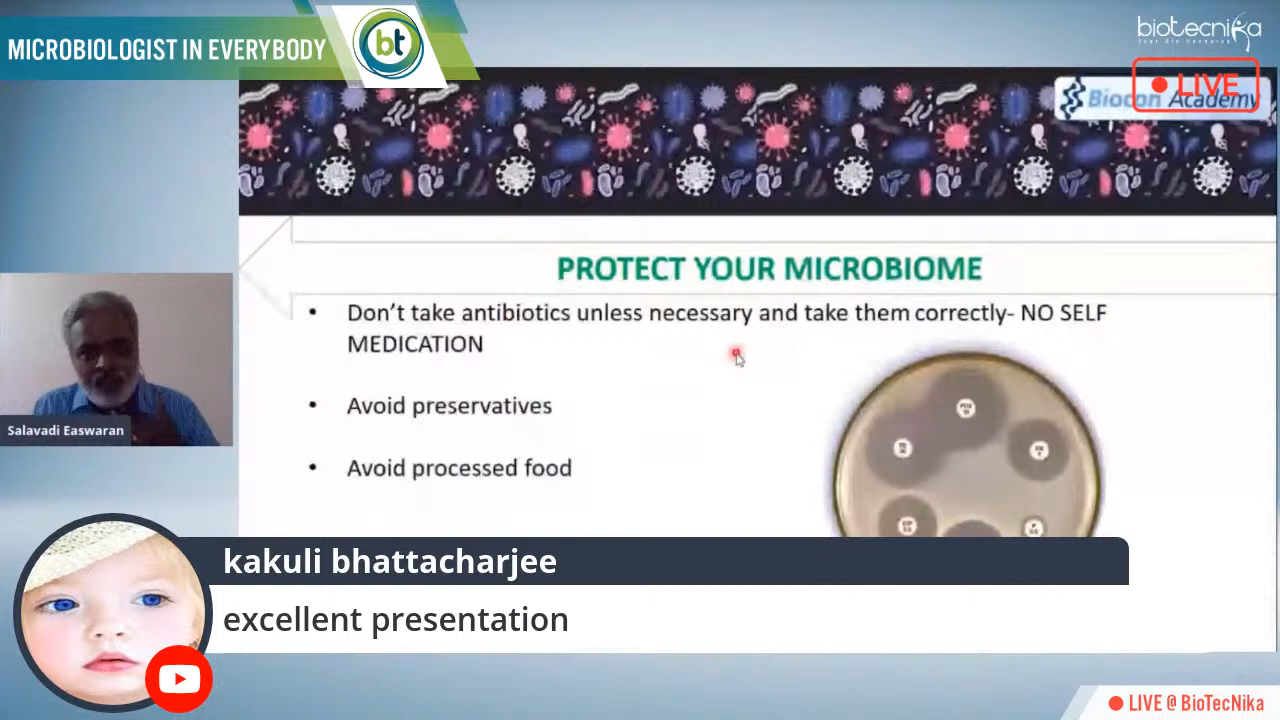 MICROBIOLOGIST IN EVERYBODY
bt
biotecnika
LIVE
Biocon Academy
PROTECT YOUR MICROBIOME
• Don’t take antibiotics unless necessary and take them correctly- NO SELF
MEDICATION
• Avoid preservatives
• Avoid processed food
Salavadi Easwaran
kakuli bhattacharjee
excellent presentation
LIVE @ BioTecNika